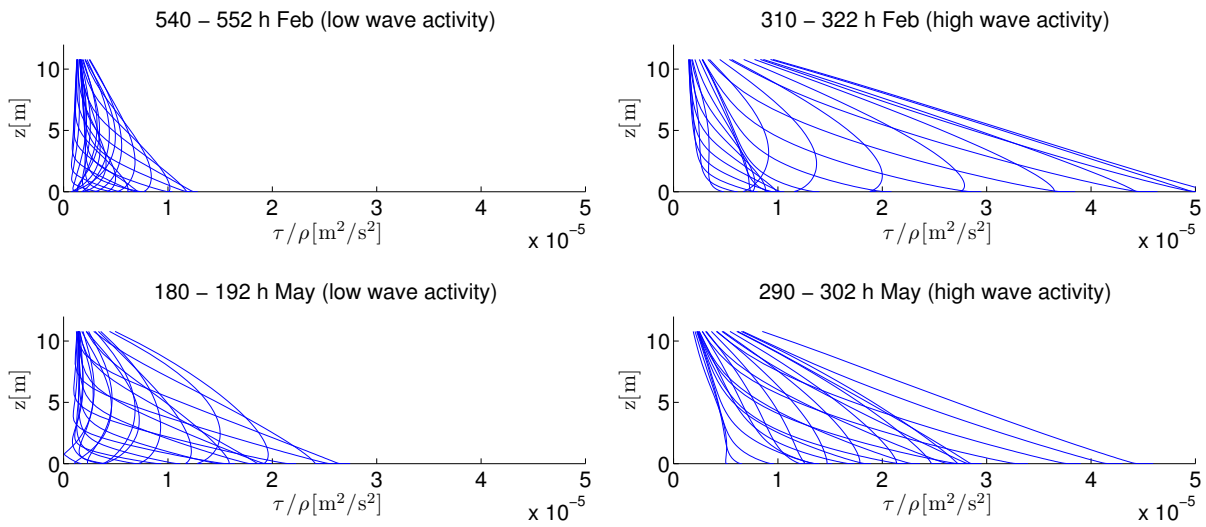 540 – 552 h Feb (low wave activity)
10
5
0
z[m]
0 1 2 3 4 5
τ/ρ[m²/s²]
x 10⁻⁵
310 – 322 h Feb (high wave activity)
10
5
0
z[m]
0 1 2 3 4 5
τ/ρ[m²/s²]
x 10⁻⁵
180 – 192 h May (low wave activity)
10
5
0
z[m]
0 1 2 3 4 5
τ/ρ[m²/s²]
x 10⁻⁵
290 – 302 h May (high wave activity)
10
5
0
z[m]
0 1 2 3 4 5
τ/ρ[m²/s²]
x 10⁻⁵